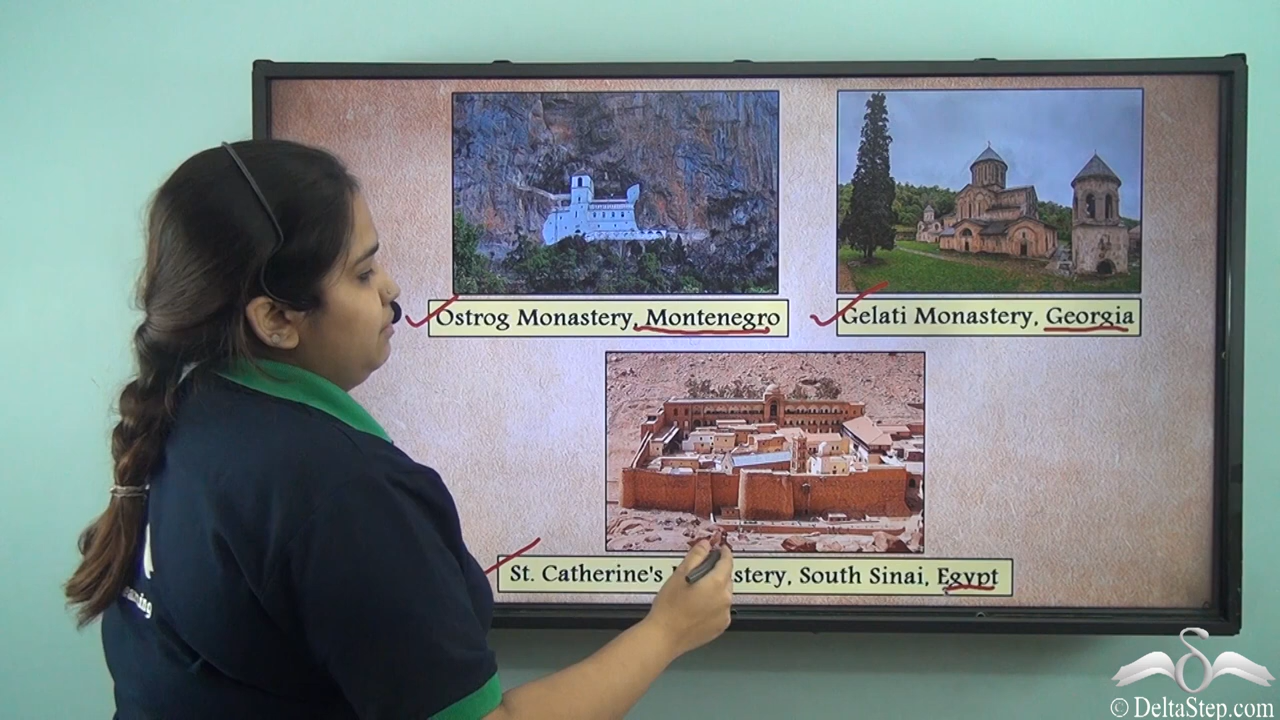 Ostrog Monastery, Montenegro
Gelati Monastery, Georgia
St. Catherine's stery, South Sinai, Egypt
© DeltaStep.com